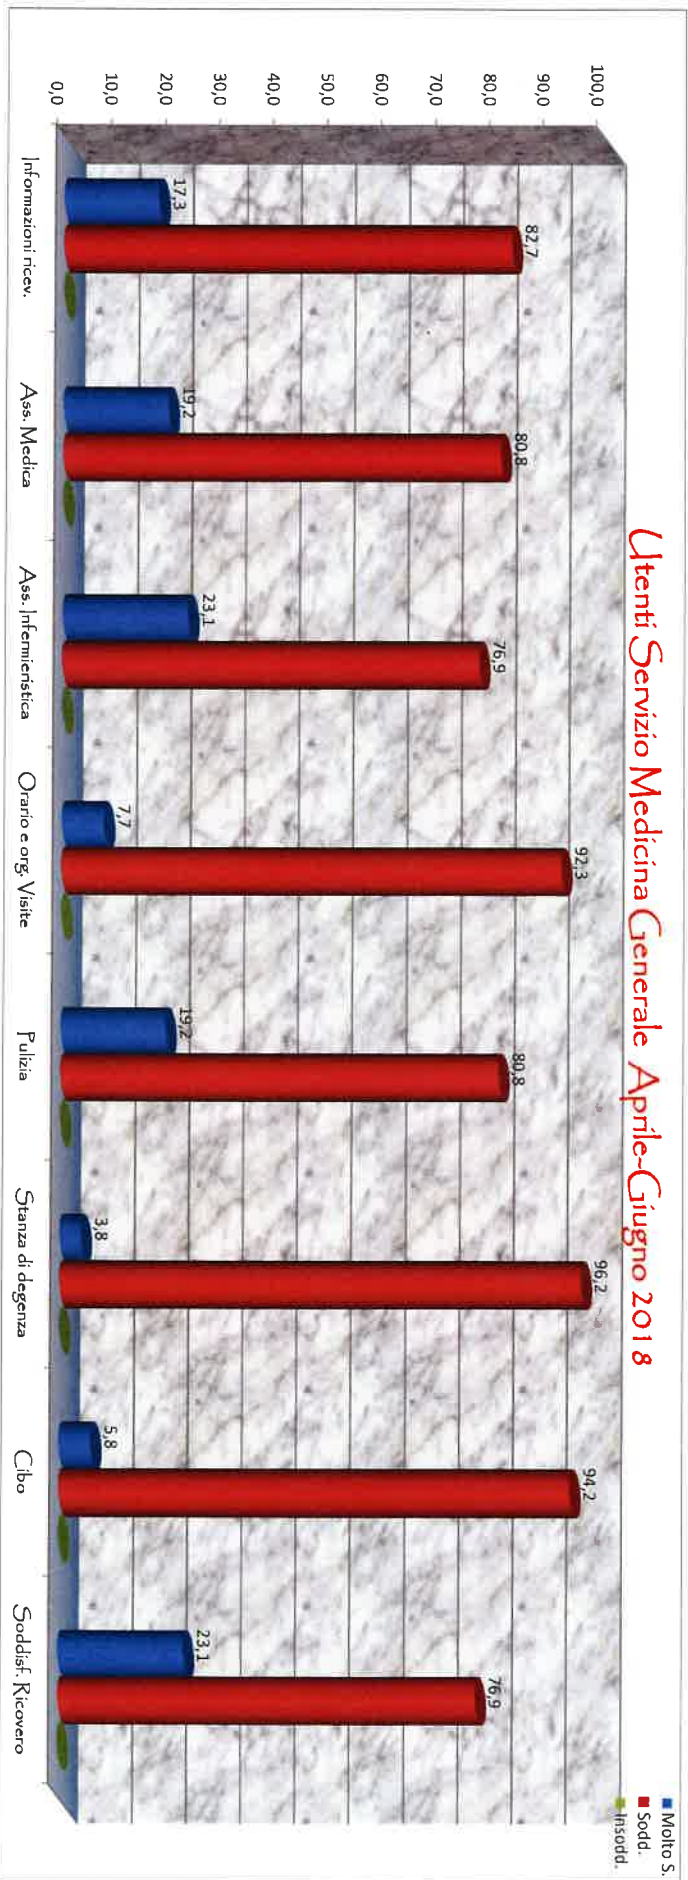 Utenti Servizio Medicina Generale Aprile-Giugno 2018
Molto S.
Sodd.
Insodd.
100,0
90,0
80,0
70,0
60,0
50,0
40,0
30,0
20,0
10,0
0,0
17,3
82,7
19,2
80,8
23,1
76,9
7,7
92,3
19,2
80,8
3,8
96,2
5,8
94,2
23,1
76,9
Informazioni ricev.
Ass. Medica
Ass. Infermieristica
Orario e org. Visite
Pulizia
Stanza di degenza
Cibo
Soddisf. Ricovero